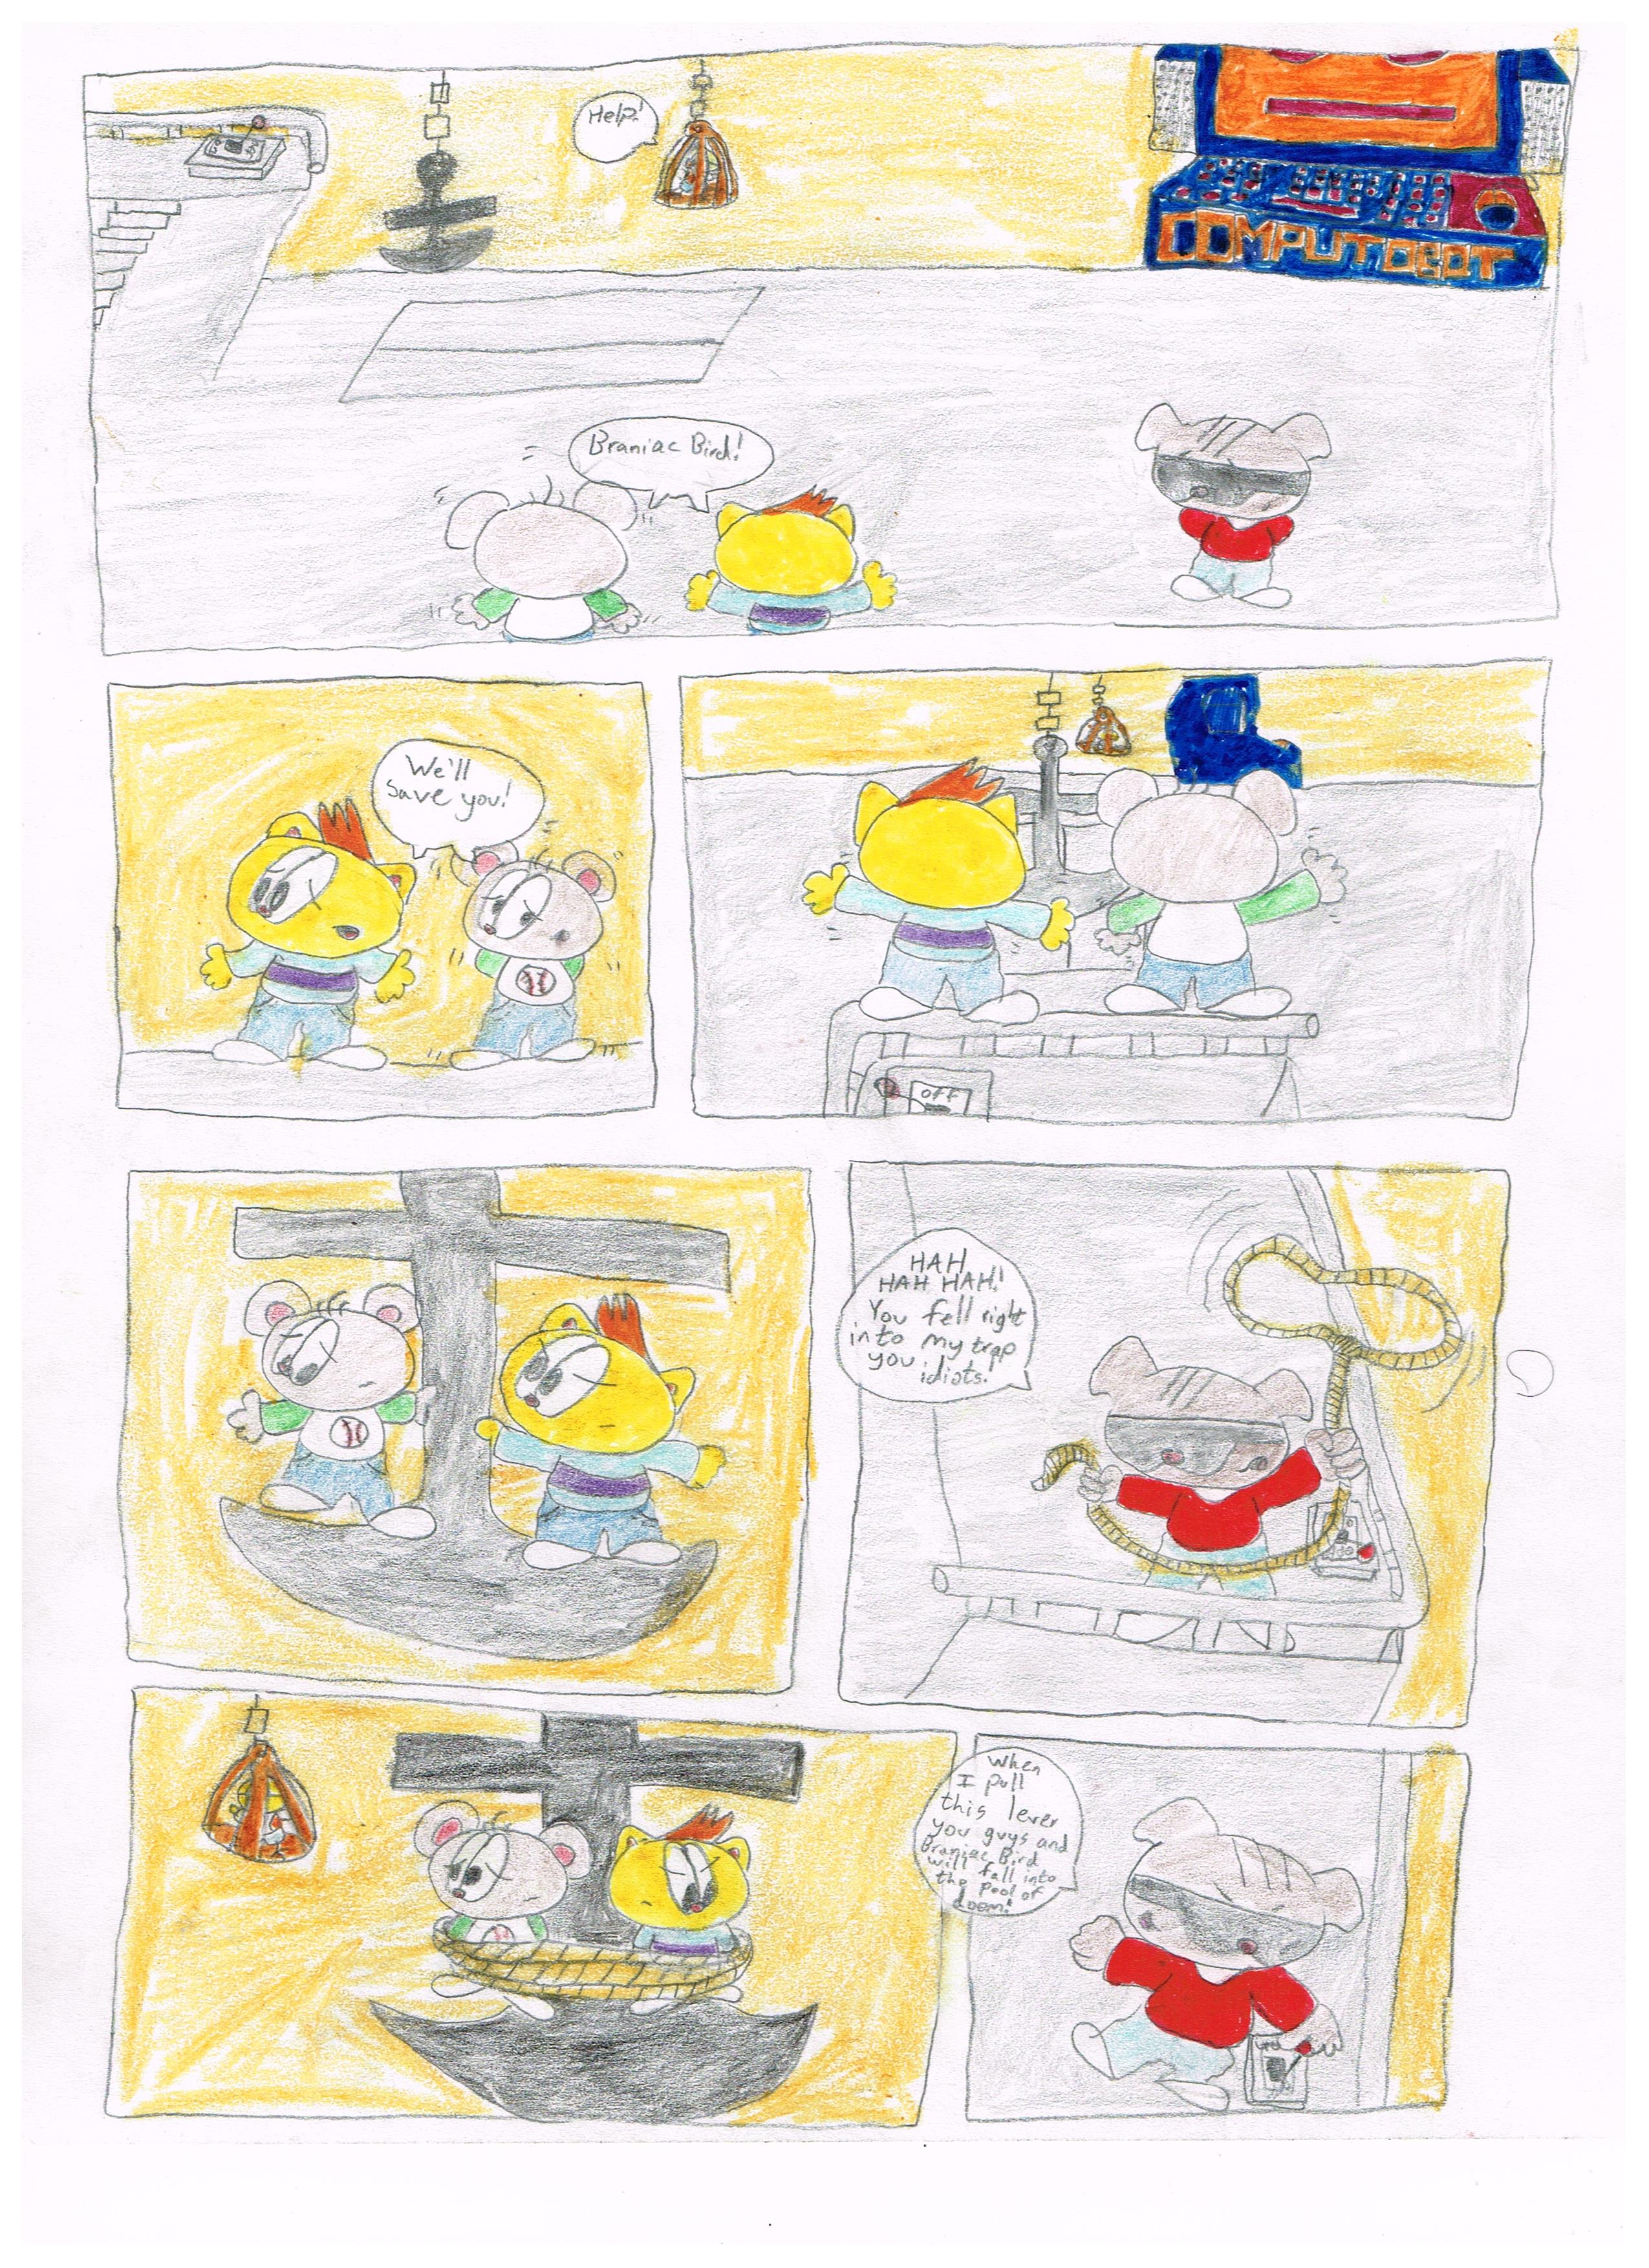 Help!
COMPUTOBOT
Braniac Bird!
We'll
save you!
OFF
HAH
HAH HAH!
You fell right
into my trap
you idiots!
When
I pull
this lever
you guys and
Braniac Bird
will fall into
the pool of
doom!